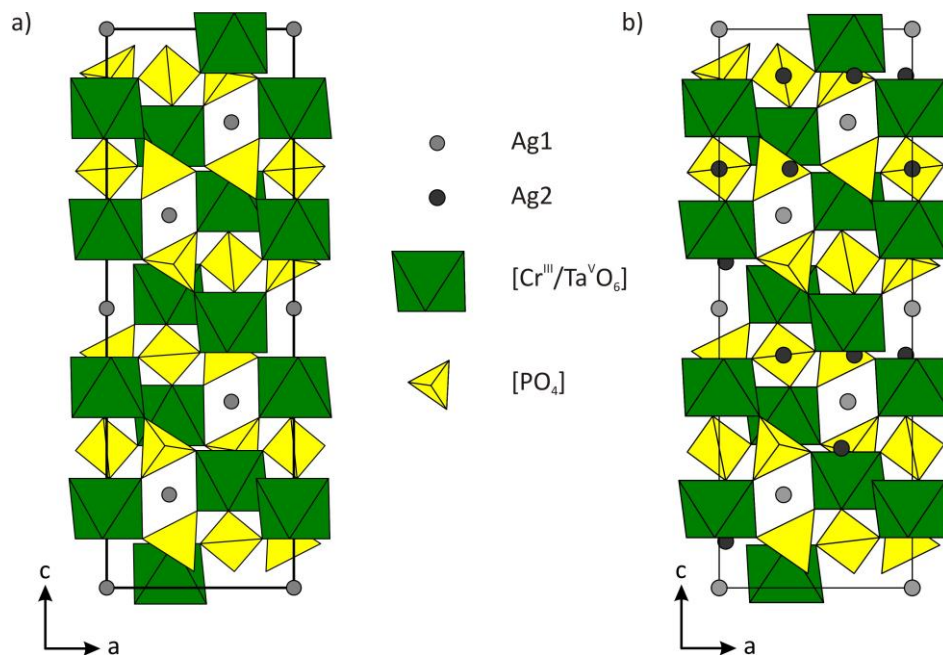 a)
b)
Ag1
Ag2
[Crᴵᴵᴵ/TaⱽO₆]
[PO₄]
c
a
c
a